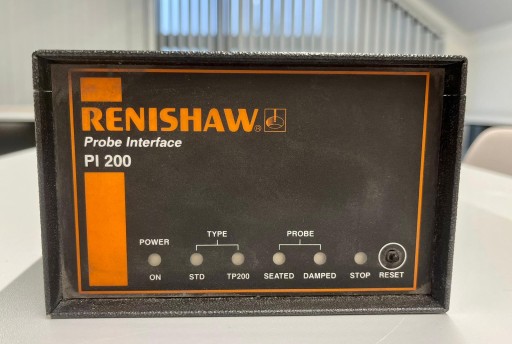 RENISHAW
Probe Interface
PI 200
TYPE PROBE
POWER
ON STD TP200 SEATED DAMPED STOP RESET